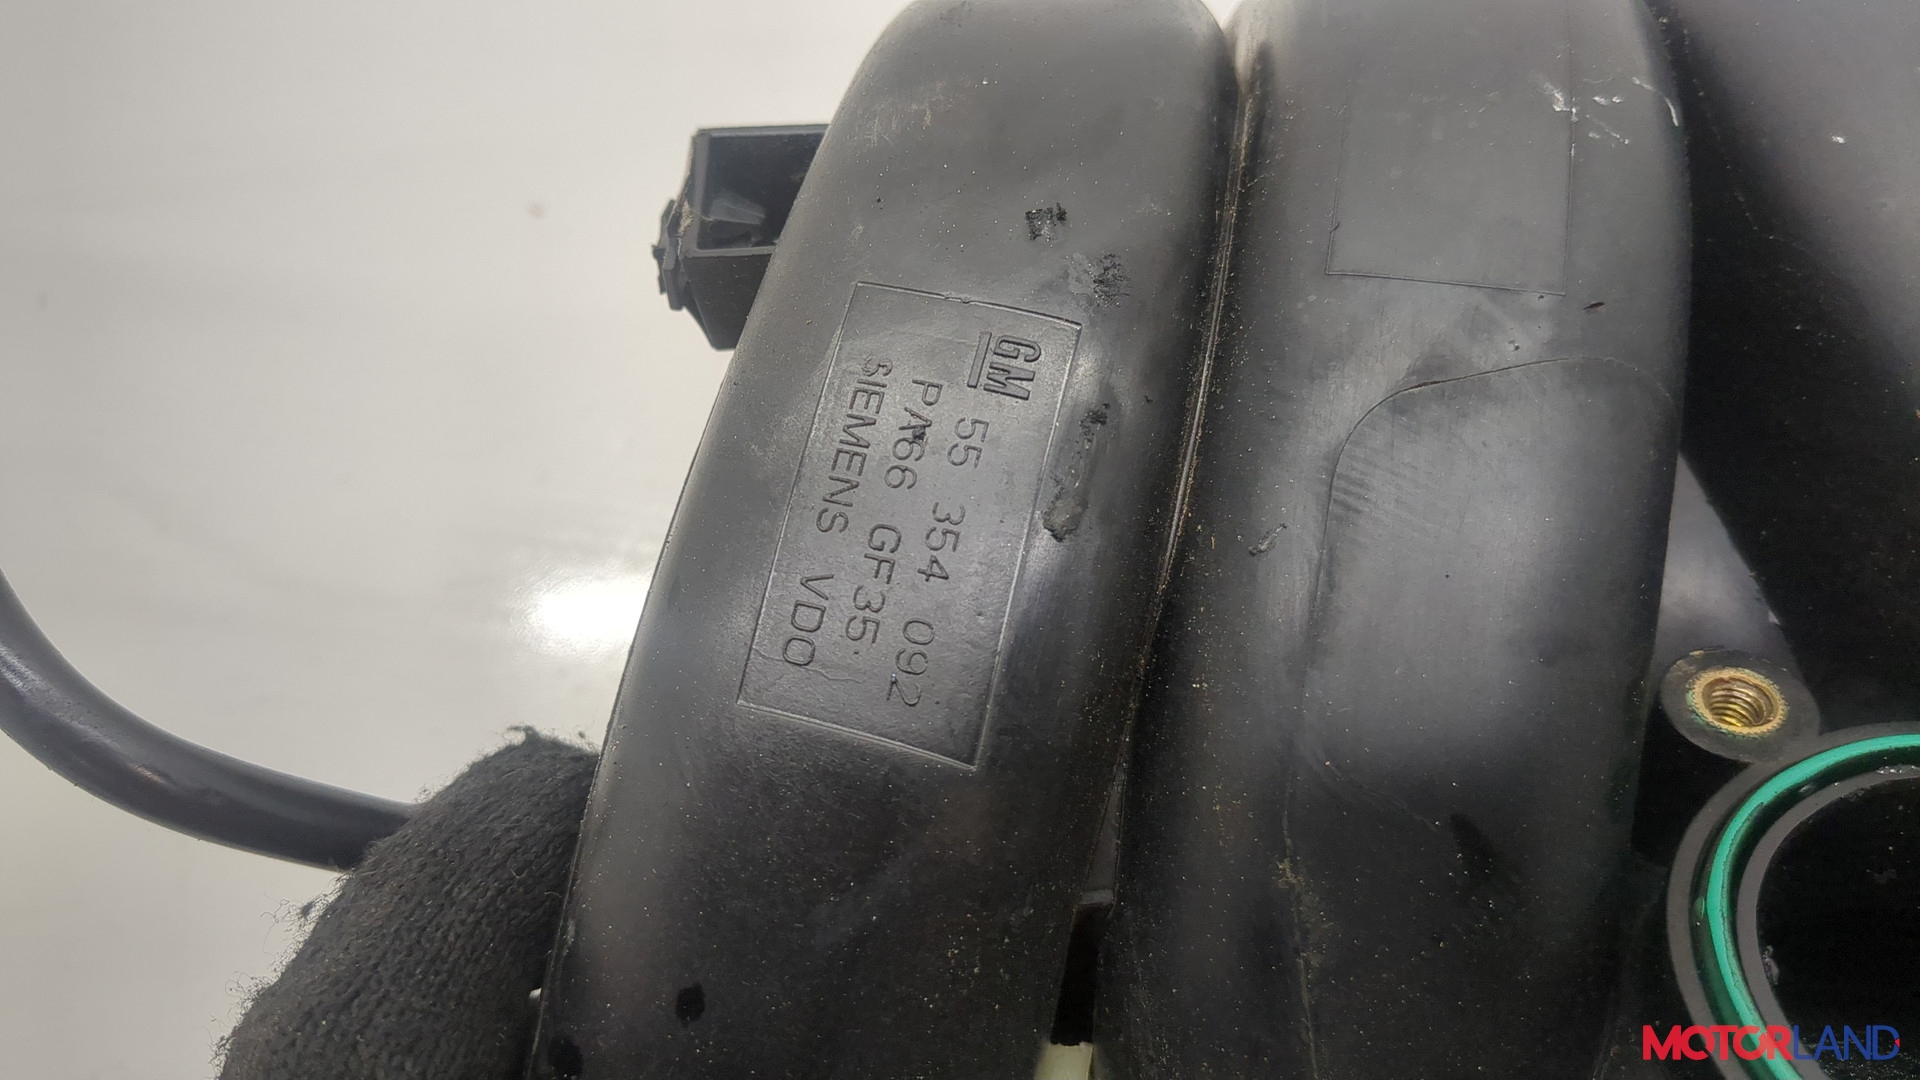 GM 55 354 092
PA66 GF35
SIEMENS VDO
MOTORLAND